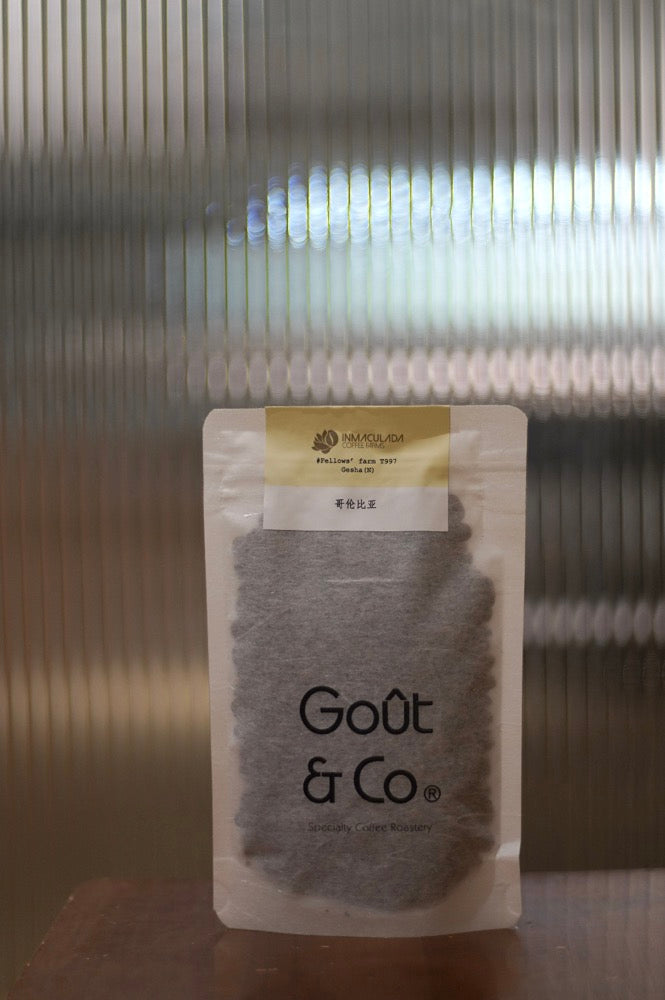 INMACULADA
COFFEE FARMS
#Fellows' farm T997
Gesha(N)
哥伦比亚
Goût
& Co®
Specialty Coffee Roastery